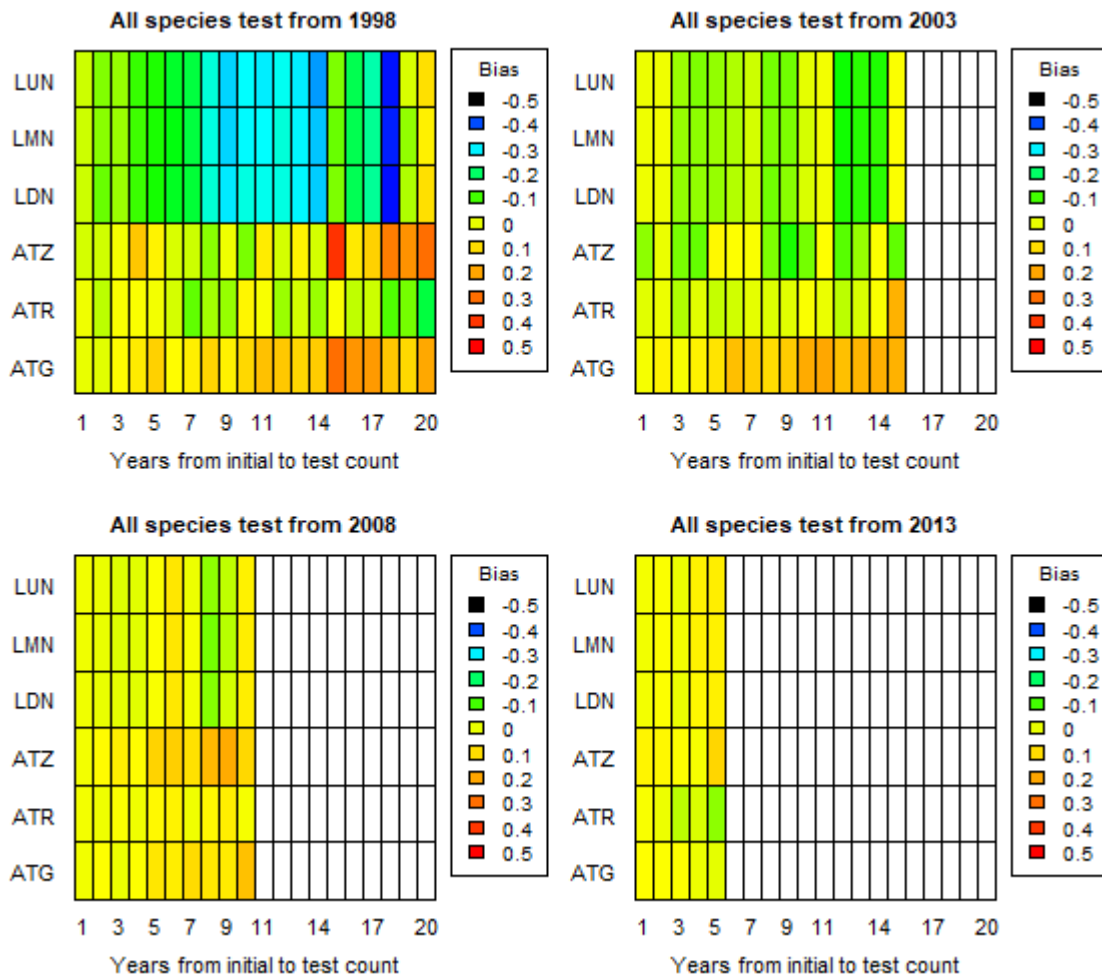 All species test from 1998
LUN
LMN
LDN
ATZ
ATR
ATG
1 3 5 7 9 11 14 17 20
Years from initial to test count
Bias
-0.5
-0.4
-0.3
-0.2
-0.1
0
0.1
0.2
0.3
0.4
0.5
All species test from 2003
LUN
LMN
LDN
ATZ
ATR
ATG
1 3 5 7 9 11 14 17 20
Years from initial to test count
Bias
-0.5
-0.4
-0.3
-0.2
-0.1
0
0.1
0.2
0.3
0.4
0.5
All species test from 2008
LUN
LMN
LDN
ATZ
ATR
ATG
1 3 5 7 9 11 14 17 20
Years from initial to test count
Bias
-0.5
-0.4
-0.3
-0.2
-0.1
0
0.1
0.2
0.3
0.4
0.5
All species test from 2013
LUN
LMN
LDN
ATZ
ATR
ATG
1 3 5 7 9 11 14 17 20
Years from initial to test count
Bias
-0.5
-0.4
-0.3
-0.2
-0.1
0
0.1
0.2
0.3
0.4
0.5